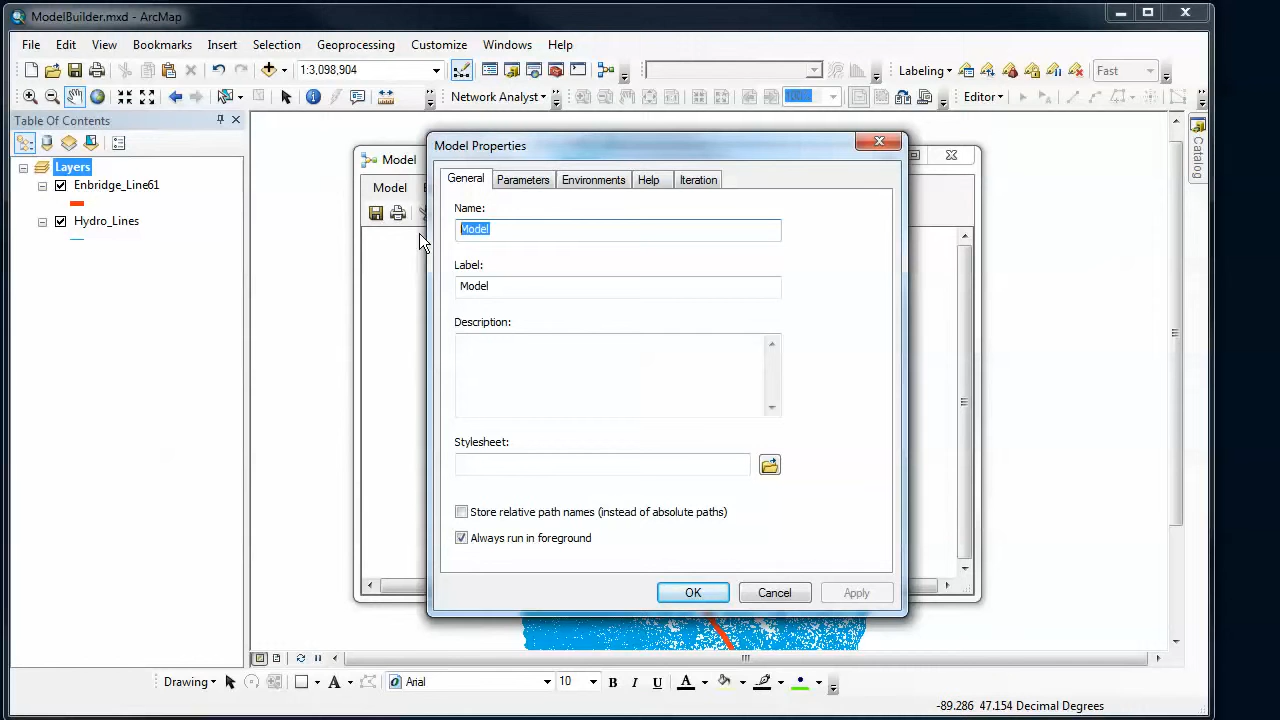 ModelBuilder.mxd - ArcMap
File Edit View Bookmarks Insert Selection Geoprocessing Customize Windows Help
1:3,098,904 Labeling Fast
Network Analyst 100% Editor
Table Of Contents
Layers
Enbridge_Line61
Hydro_Lines
Catalog
Model
Model
Model Properties
General Parameters Environments Help Iteration
Name:
Model
Label:
Model
Description:
Stylesheet:
Store relative path names (instead of absolute paths)
Always run in foreground
OK Cancel Apply
Drawing A Arial 10 B I U A
-89.286 47.154 Decimal Degrees